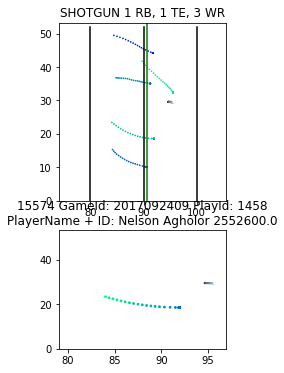 SHOTGUN 1 RB, 1 TE, 3 WR
50
40
30
20
10
0
80 90 100
15574 GameId: 2017092409 PlayId: 1458
PlayerName + ID: Nelson Agholor 2552600.0
40
20
0
80 85 90 95